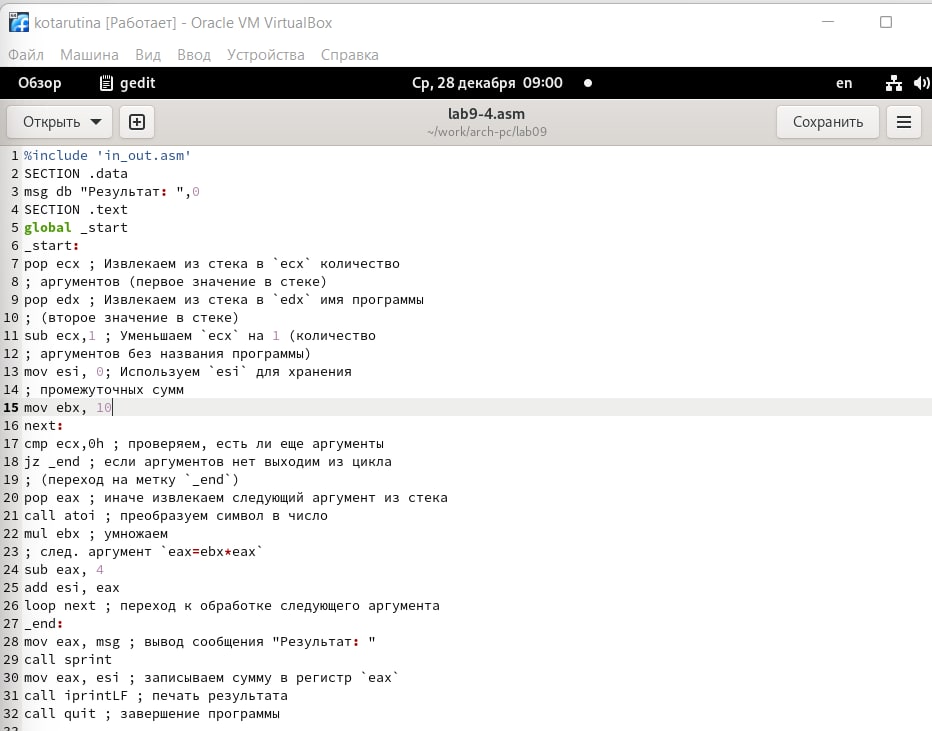 kotarutina [Работает] - Oracle VM VirtualBox
Файл Машина Вид Ввод Устройства Справка
Обзор gedit Ср, 28 декабря 09:00 en
Открыть lab9-4.asm Сохранить
~/work/arch-pc/lab09
1 %include 'in_out.asm'
2 SECTION .data
3 msg db "Результат: ",0
4 SECTION .text
5 global _start
6 _start:
7 pop ecx ; Извлекаем из стека в `ecx` количество
8 ; аргументов (первое значение в стеке)
9 pop edx ; Извлекаем из стека в `edx` имя программы
10 ; (второе значение в стеке)
11 sub ecx,1 ; Уменьшаем `ecx` на 1 (количество
12 ; аргументов без названия программы)
13 mov esi, 0; Используем `esi` для хранения
14 ; промежуточных сумм
15 mov ebx, 10
16 next:
17 cmp ecx,0h ; проверяем, есть ли еще аргументы
18 jz _end ; если аргументов нет выходим из цикла
19 ; (переход на метку `_end`)
20 pop eax ; иначе извлекаем следующий аргумент из стека
21 call atoi ; преобразуем символ в число
22 mul ebx ; умножаем
23 ; след. аргумент `eax=ebx*eax`
24 sub eax, 4
25 add esi, eax
26 loop next ; переход к обработке следующего аргумента
27 _end:
28 mov eax, msg ; вывод сообщения "Результат: "
29 call sprint
30 mov eax, esi ; записываем сумму в регистр `eax`
31 call iprintLF ; печать результата
32 call quit ; завершение программы